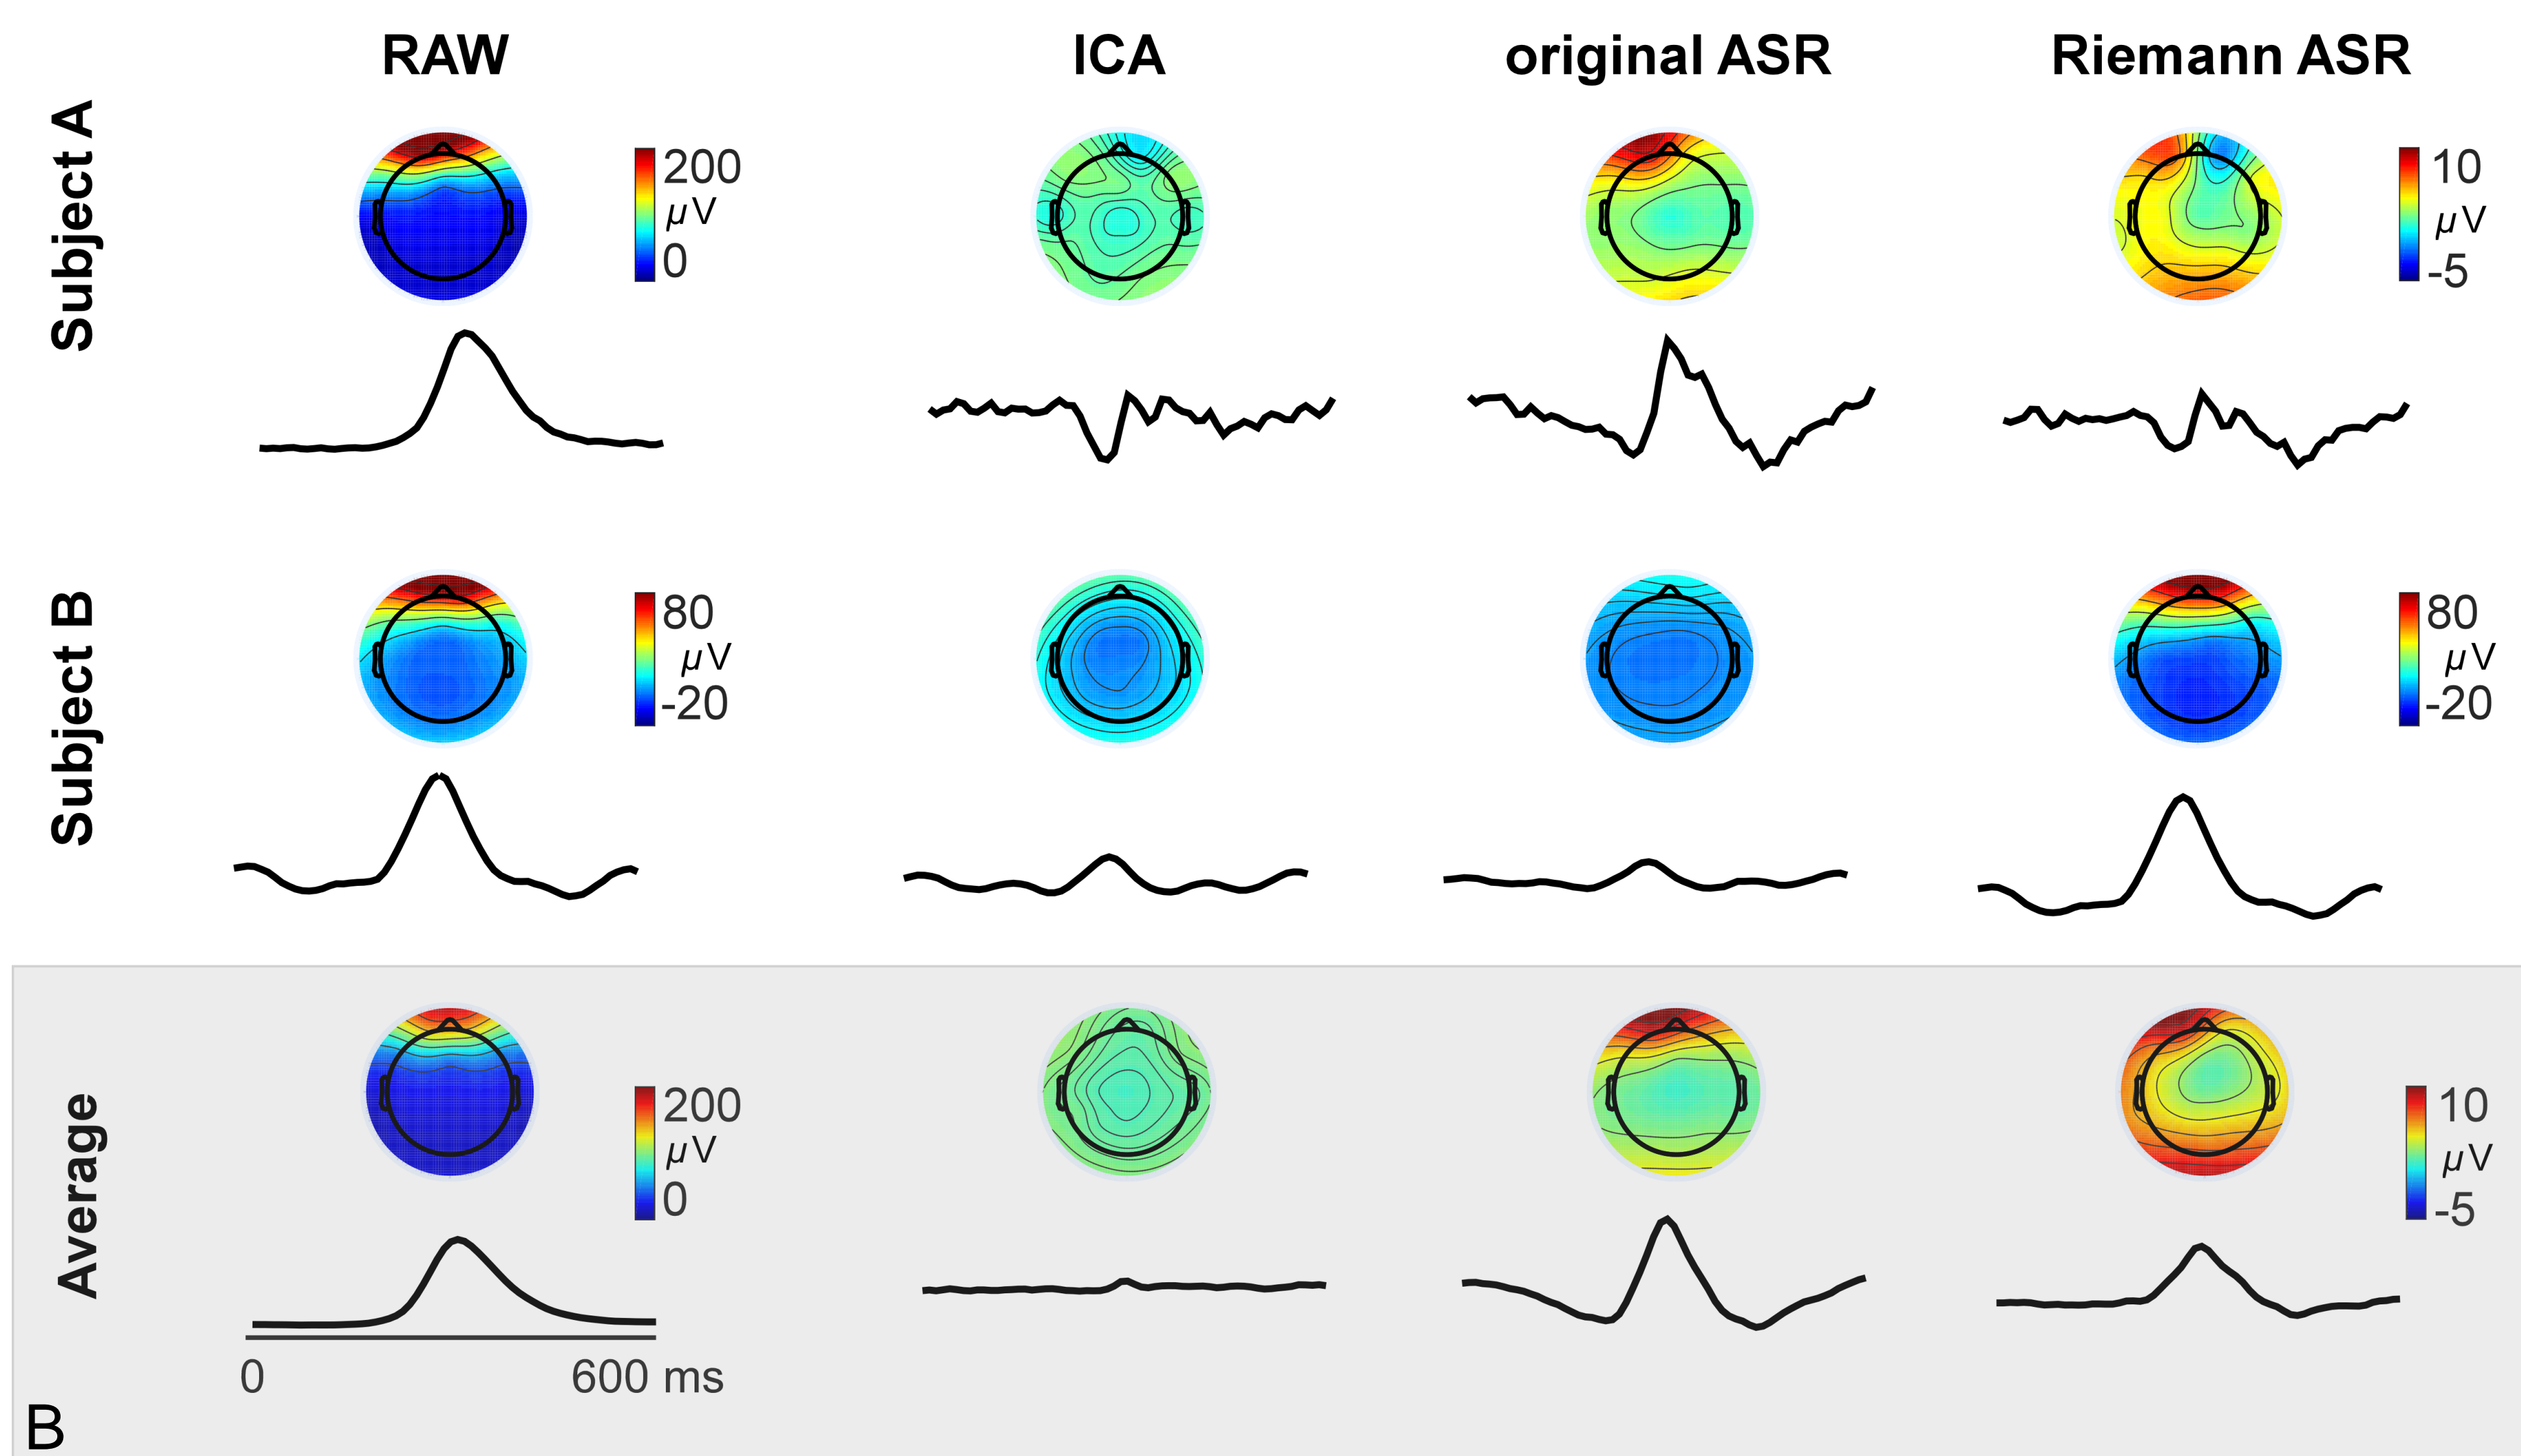 RAW
ICA
original ASR
Riemann ASR
Subject A
200
µV
0
10
µV
-5
Subject B
80
µV
-20
80
µV
-20
Average
200
µV
0
10
µV
-5
0
600 ms
B